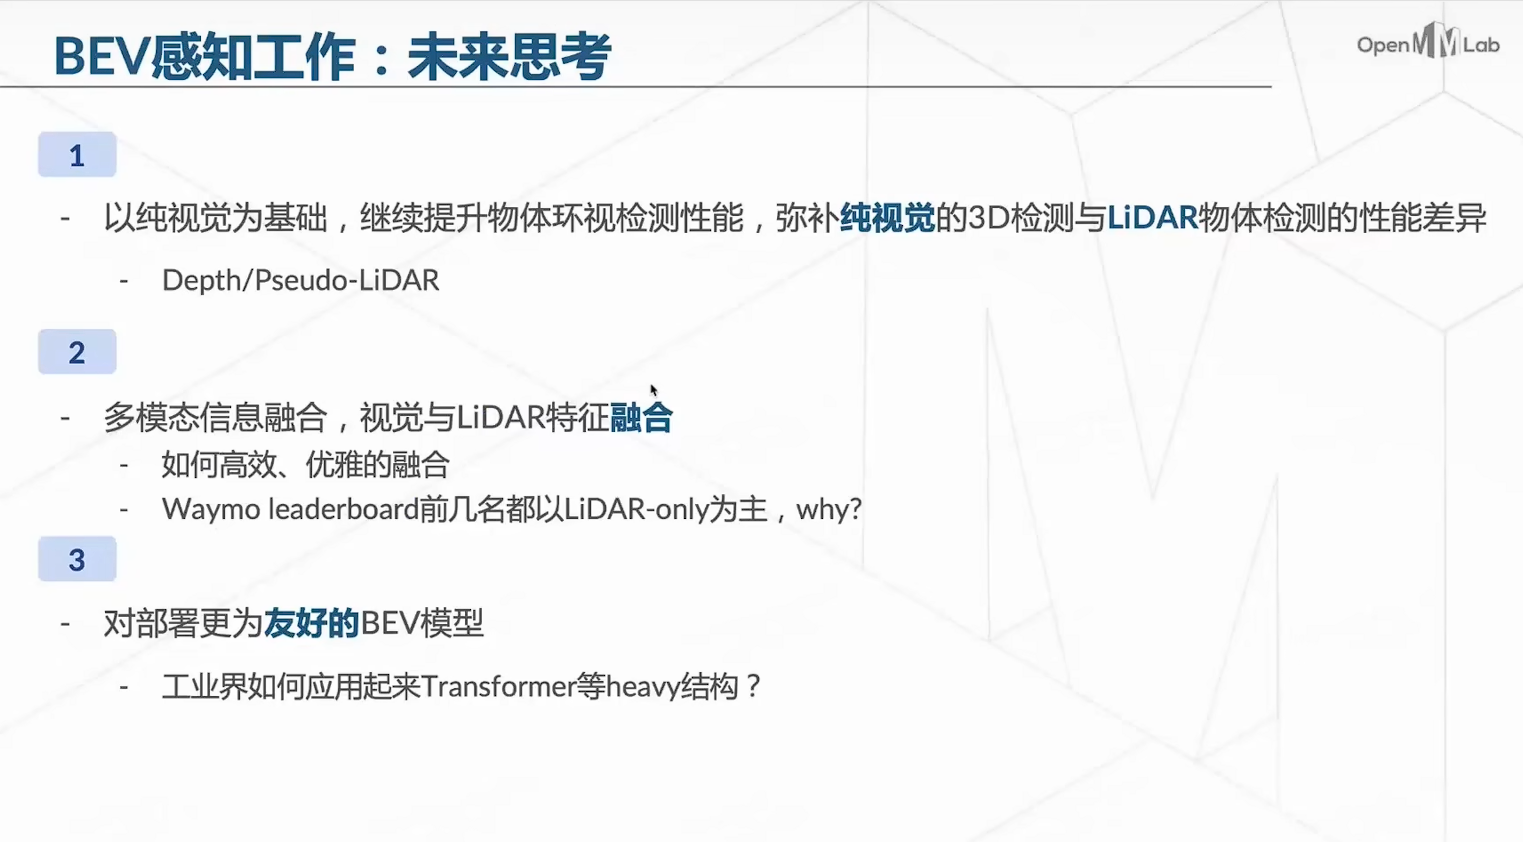 BEV感知工作：未来思考
OpenMMLab
1
- 以纯视觉为基础，继续提升物体环视检测性能，弥补纯视觉的3D检测与LiDAR物体检测的性能差异
- Depth/Pseudo-LiDAR
2
- 多模态信息融合，视觉与LiDAR特征融合
- 如何高效、优雅的融合
- Waymo leaderboard前几名都以LiDAR-only为主，why?
3
- 对部署更为友好的BEV模型
- 工业界如何应用起来Transformer等heavy结构？